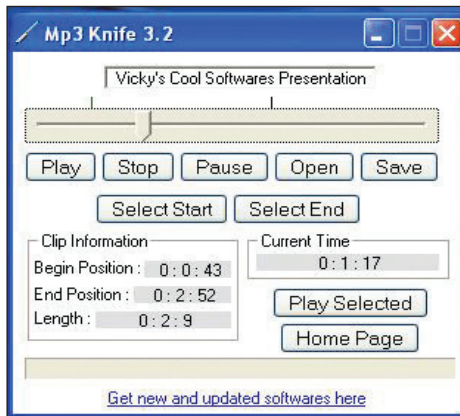 Mp3 Knife 3.2
Vicky's Cool Softwares Presentation
Play Stop Pause Open Save
Select Start Select End
Clip Information
Begin Position : 0 : 0 : 43
End Position : 0 : 2 : 52
Length : 0 : 2 : 9
Current Time
0 : 1 : 17
Play Selected
Home Page
Get new and updated softwares here